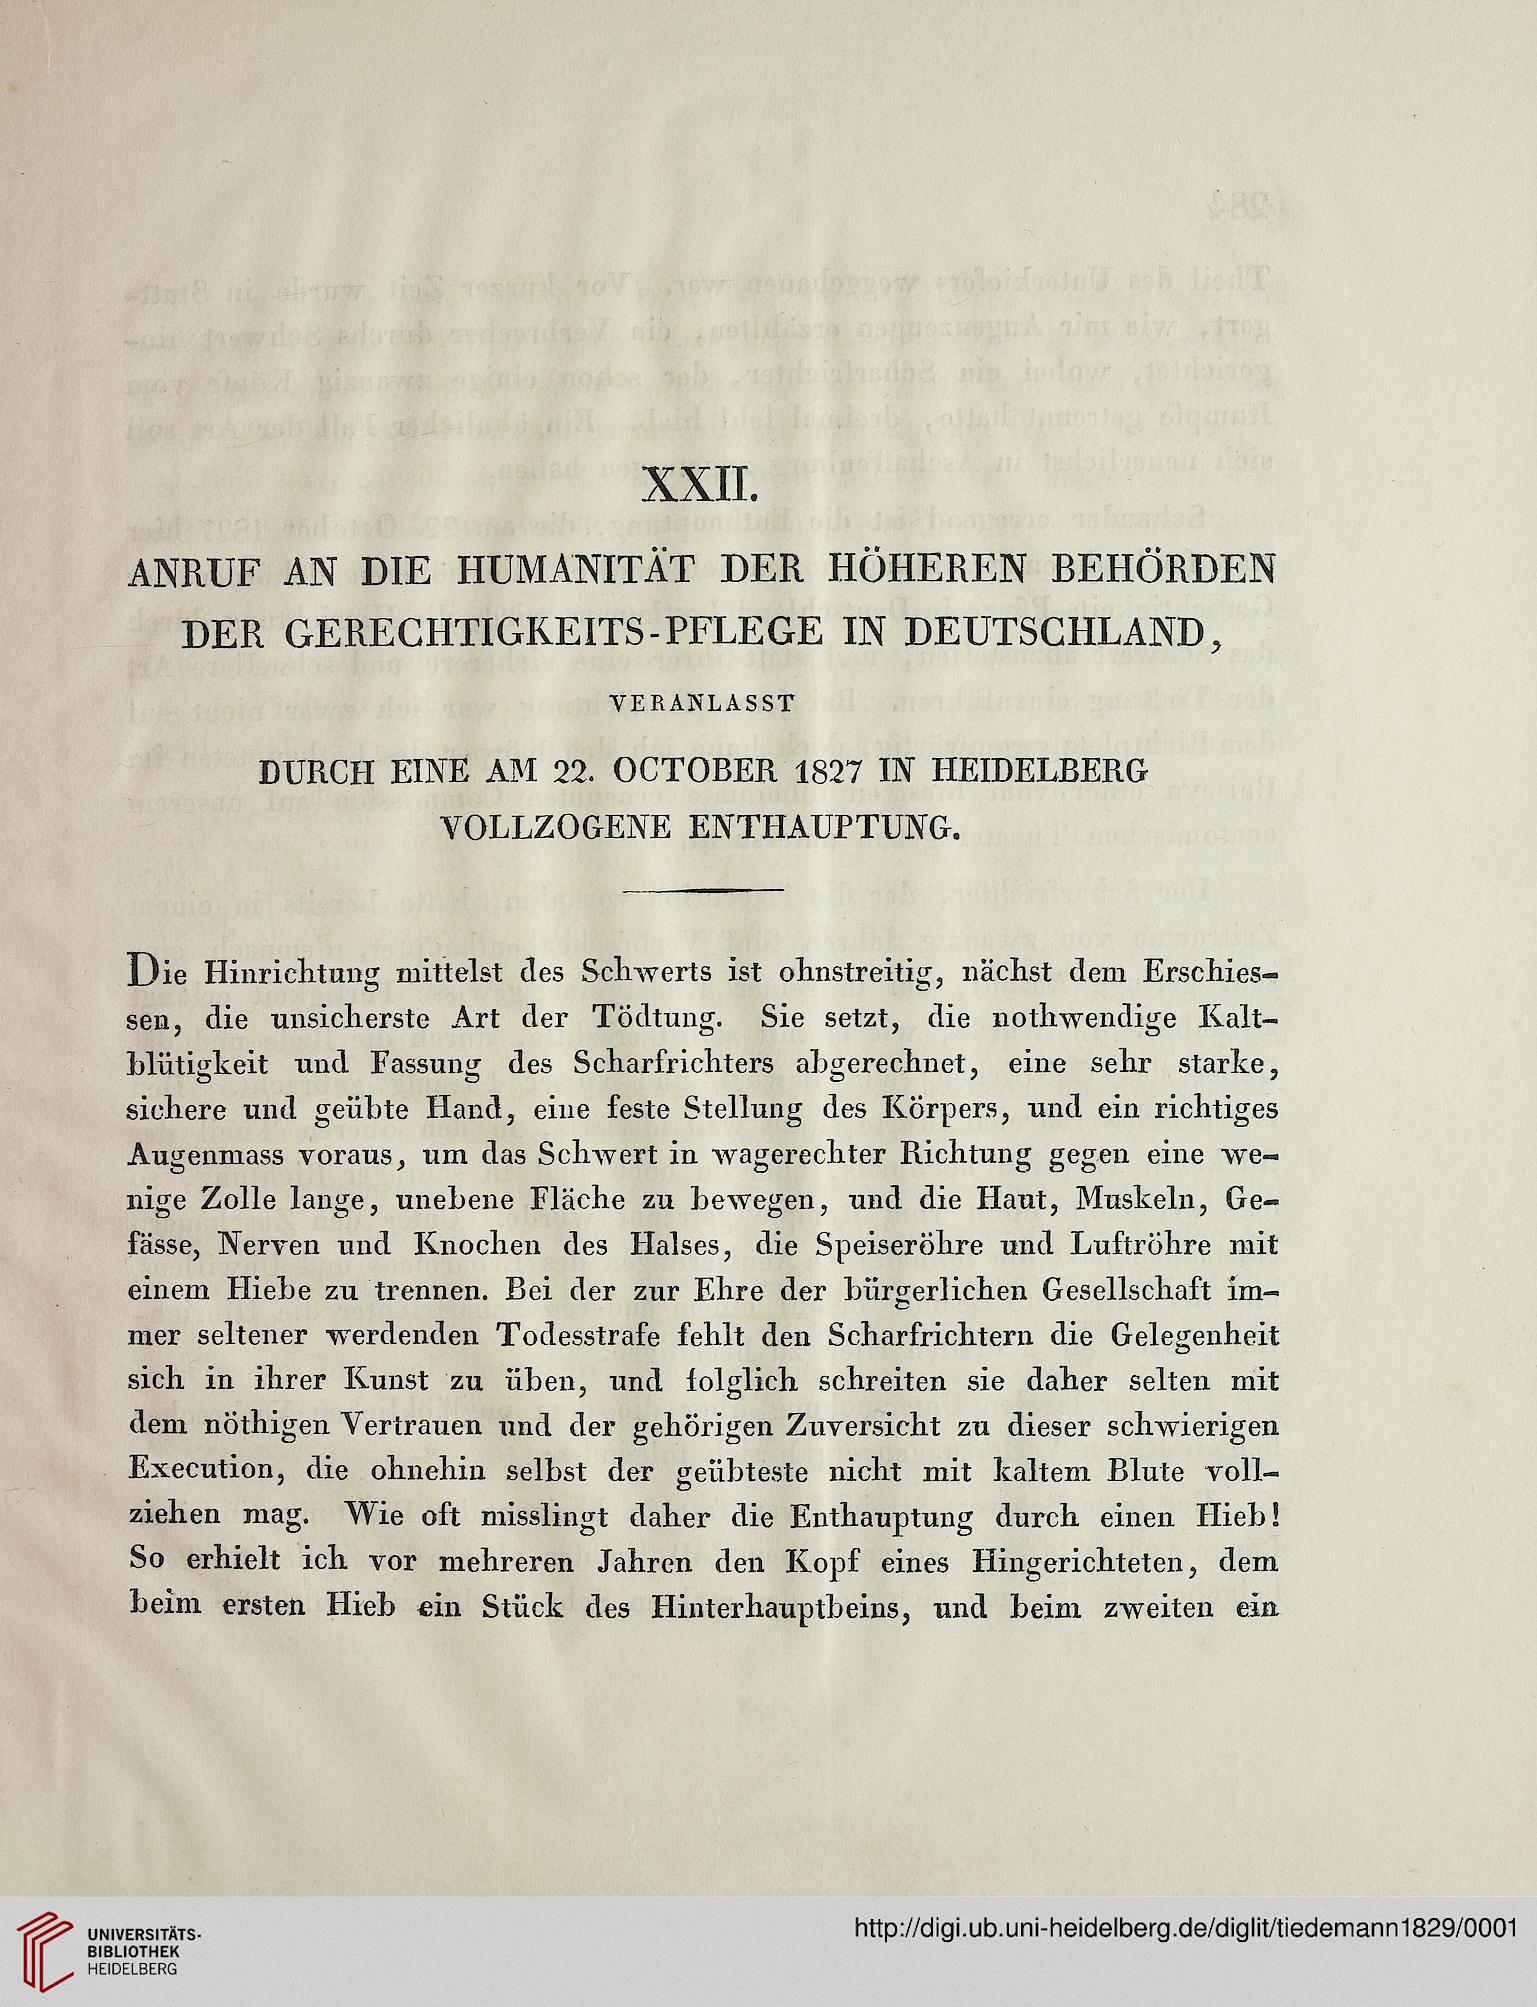 XXII.
ANRUF AN DIE HUMANITÄT DER HÖHEREN BEHÖRDEN
DER GERECHTIGKEITS-PFLEGE IN DEUTSCHLAND,
VERANLASST
DURCH EINE AM 22. OCTOBER 1827 IN HEIDELBERG
VOLLZOGENE ENTHAUPTUNG.
Die Hinrichtung mittelst des Schwerts ist ohnstreitig, nächst dem Erschies-
sen, die unsicherste Art der Tödtung. Sie setzt, die nothwendige Kalt-
blütigkeit und Fassung des Scharfrichters abgerechnet, eine sehr starke,
sichere und geübte Hand, eine feste Stellung des Körpers, und ein richtiges
Augenmass voraus, um das Schwert in wagerechter Richtung gegen eine we-
nige Zolle lange, unebene Fläche zu bewegen, und die Haut, Muskeln, Ge-
fässe, Nerven und Knochen des Halses, die Speiseröhre und Luftröhre mit
einem Hiebe zu trennen. Bei der zur Ehre der bürgerlichen Gesellschaft im-
mer seltener werdenden Todesstrafe fehlt den Scharfrichtern die Gelegenheit
sich in ihrer Kunst zu üben, und folglich schreiten sie daher selten mit
dem nöthigen Vertrauen und der gehörigen Zuversicht zu dieser schwierigen
Execution, die ohnehin selbst der geübteste nicht mit kaltem Blute voll-
ziehen mag. Wie oft misslingt daher die Enthauptung durch einen Hieb!
So erhielt ich vor mehreren Jahren den Kopf eines Hingerichteten, dem
beim ersten Hieb ein Stück des Hinterhauptbeins, und beim zweiten ein
UNIVERSITÄTS-
BIBLIOTHEK
HEIDELBERG
http://digi.ub.uni-heidelberg.de/diglit/tiedemann1829/0001